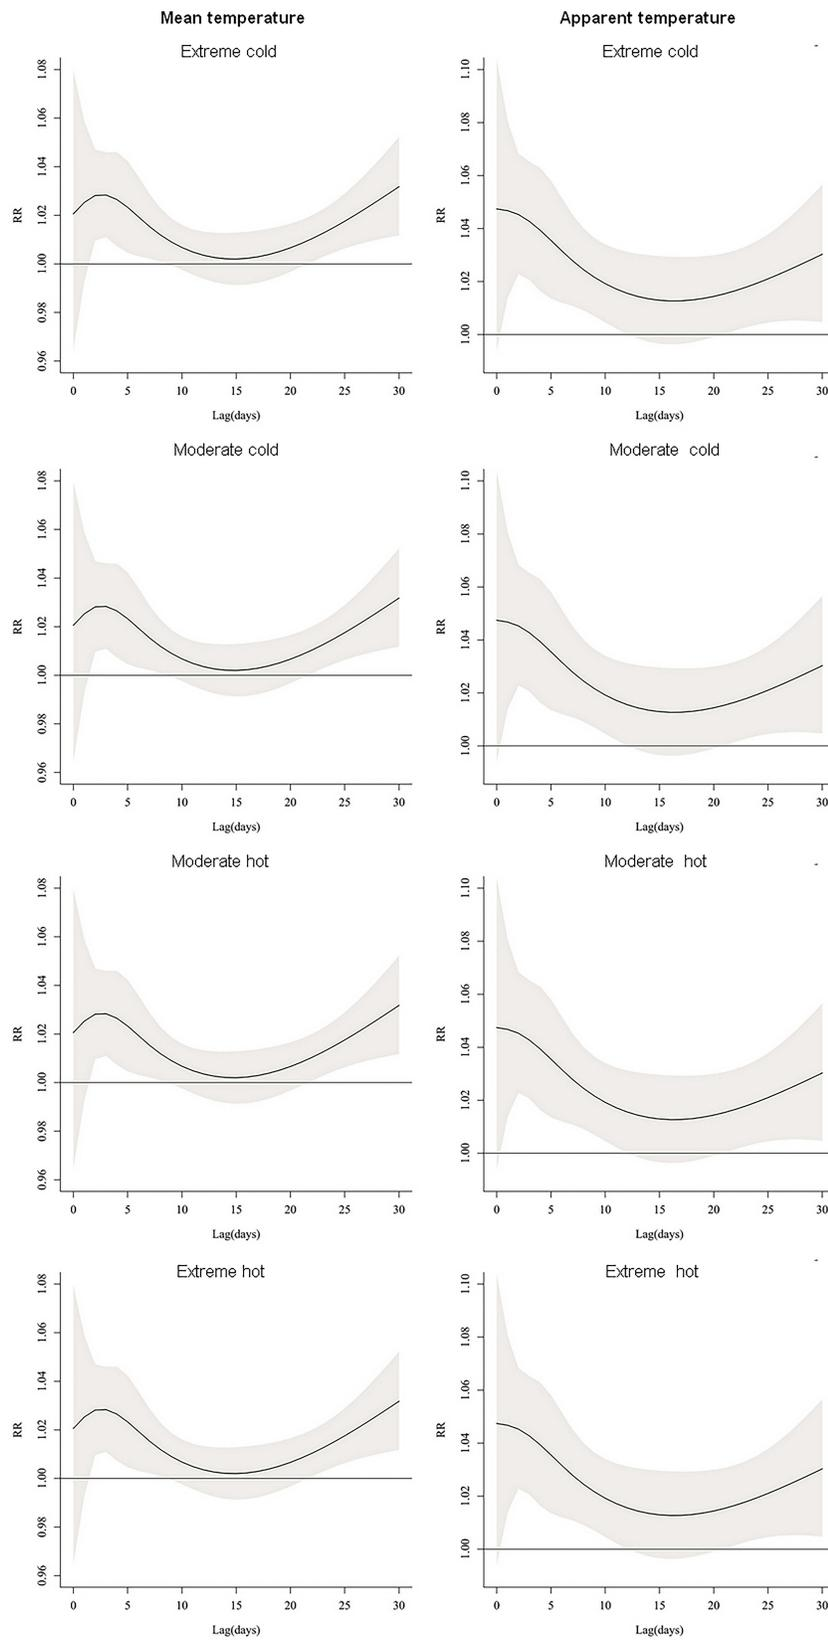 Mean temperature
Apparent temperature
Extreme cold
RR
0.96 0.98 1.00 1.02 1.04 1.06 1.08
0 5 10 15 20 25 30
Lag(days)
Extreme cold
RR
1.00 1.02 1.04 1.06 1.08 1.10
0 5 10 15 20 25 30
Lag(days)
Moderate cold
RR
0.96 0.98 1.00 1.02 1.04 1.06 1.08
0 5 10 15 20 25 30
Lag(days)
Moderate cold
RR
1.00 1.02 1.04 1.06 1.08 1.10
0 5 10 15 20 25 30
Lag(days)
Moderate hot
RR
0.96 0.98 1.00 1.02 1.04 1.06 1.08
0 5 10 15 20 25 30
Lag(days)
Moderate hot
RR
1.00 1.02 1.04 1.06 1.08 1.10
0 5 10 15 20 25 30
Lag(days)
Extreme hot
RR
0.96 0.98 1.00 1.02 1.04 1.06 1.08
0 5 10 15 20 25 30
Lag(days)
Extreme hot
RR
1.00 1.02 1.04 1.06 1.08 1.10
0 5 10 15 20 25 30
Lag(days)